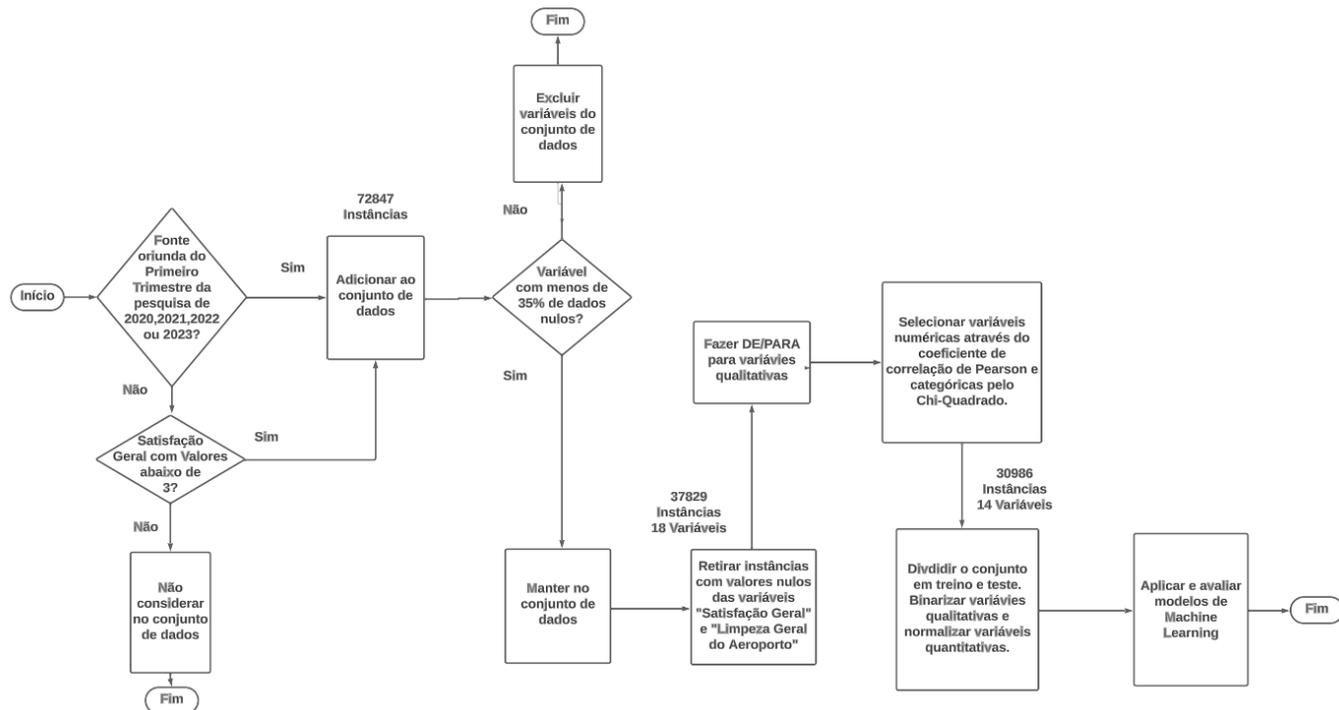 Início
Fonte
oriunda do
Primeiro
Trimestre da
pesquisa de
2020,2021,2022
ou 2023?
Sim
Não
Satisfação
Geral com Valores
abaixo de
3?
Sim
Não
Não
considerar
no conjunto
de dados
Fim
72847
Instâncias
Adicionar ao
conjunto de
dados
Variável
com menos de
35% de dados
nulos?
Não
Excluir
variáveis do
conjunto de
dados
Fim
Sim
Manter no
conjunto de
dados
Retirar instâncias
com valores nulos
das variáveis
"Satisfação Geral"
e "Limpeza Geral
do Aeroporto"
37829
Instâncias
18 Variáveis
Fazer DE/PARA
para variávies
qualitativas
Selecionar variáveis
numéricas através do
coeficiente de
correlação de Pearson e
categóricas pelo
Chi-Quadrado.
30986
Instâncias
14 Variáveis
Divdidir o conjunto
em treino e teste.
Binarizar variávies
qualitativas e
normalizar variáveis
quantitativas.
Aplicar e avaliar
modelos de
Machine
Learning
Fim